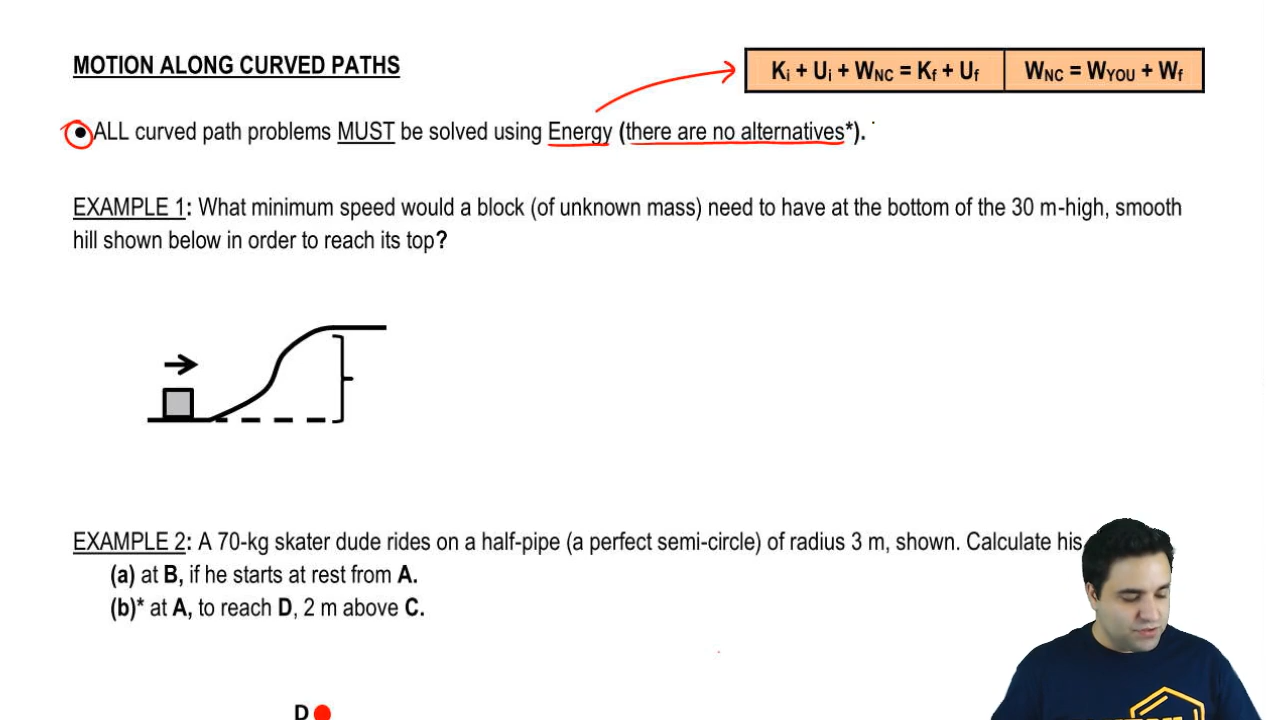 MOTION ALONG CURVED PATHS
Ki + Ui + WNC = Kf + Uf
WNC = WYOU + Wf
● ALL curved path problems MUST be solved using Energy (there are no alternatives*).
EXAMPLE 1: What minimum speed would a block (of unknown mass) need to have at the bottom of the 30 m-high, smooth
hill shown below in order to reach its top?
EXAMPLE 2: A 70-kg skater dude rides on a half-pipe (a perfect semi-circle) of radius 3 m, shown. Calculate his
(a) at B, if he starts at rest from A.
(b)* at A, to reach D, 2 m above C.
D